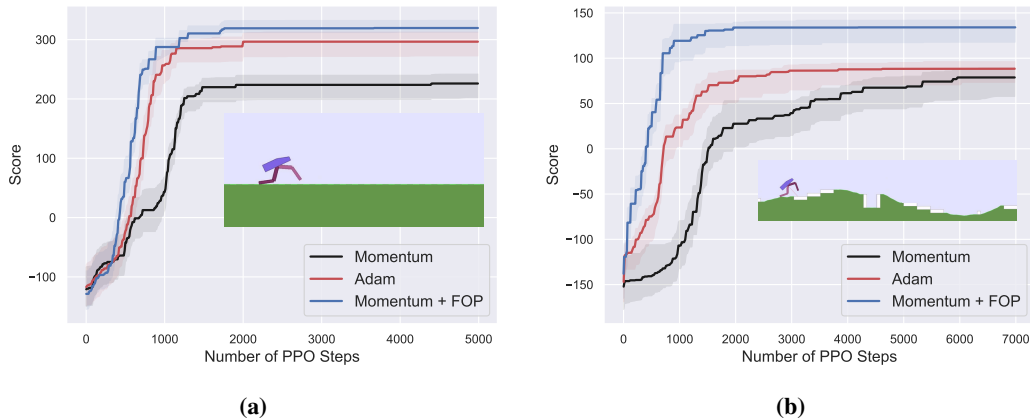 300
200
100
0
−100
Score
0
1000
2000
3000
4000
5000
Number of PPO Steps
Momentum
Adam
Momentum + FOP
(a)
150
100
50
0
−50
−100
−150
Score
0
1000
2000
3000
4000
5000
6000
7000
Number of PPO Steps
Momentum
Adam
Momentum + FOP
(b)